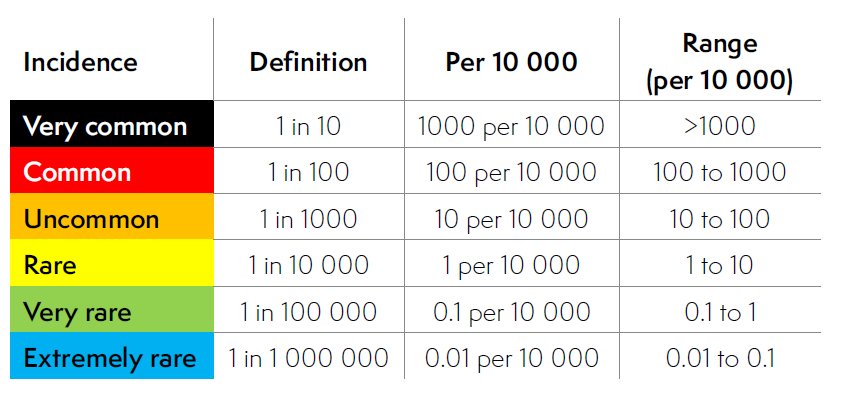 Incidence Definition Per 10 000 Range (per 10 000)
Very common 1 in 10 1000 per 10 000 >1000
Common 1 in 100 100 per 10 000 100 to 1000
Uncommon 1 in 1000 10 per 10 000 10 to 100
Rare 1 in 10 000 1 per 10 000 1 to 10
Very rare 1 in 100 000 0.1 per 10 000 0.1 to 1
Extremely rare 1 in 1 000 000 0.01 per 10 000 0.01 to 0.1